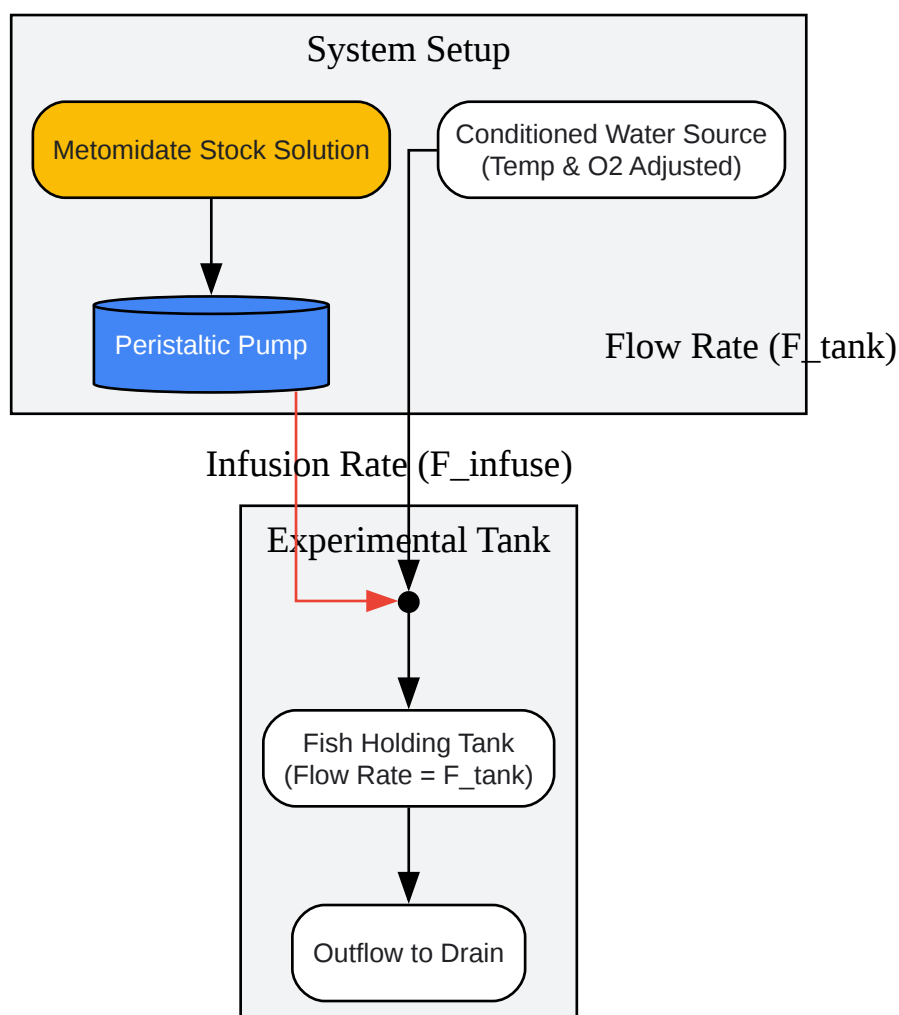 System Setup
Metomidate Stock Solution
Conditioned Water Source
(Temp & O2 Adjusted)
Peristaltic Pump
Flow Rate (F_tank)
Infusion Rate (F_infuse)
Experimental Tank
Fish Holding Tank
(Flow Rate = F_tank)
Outflow to Drain